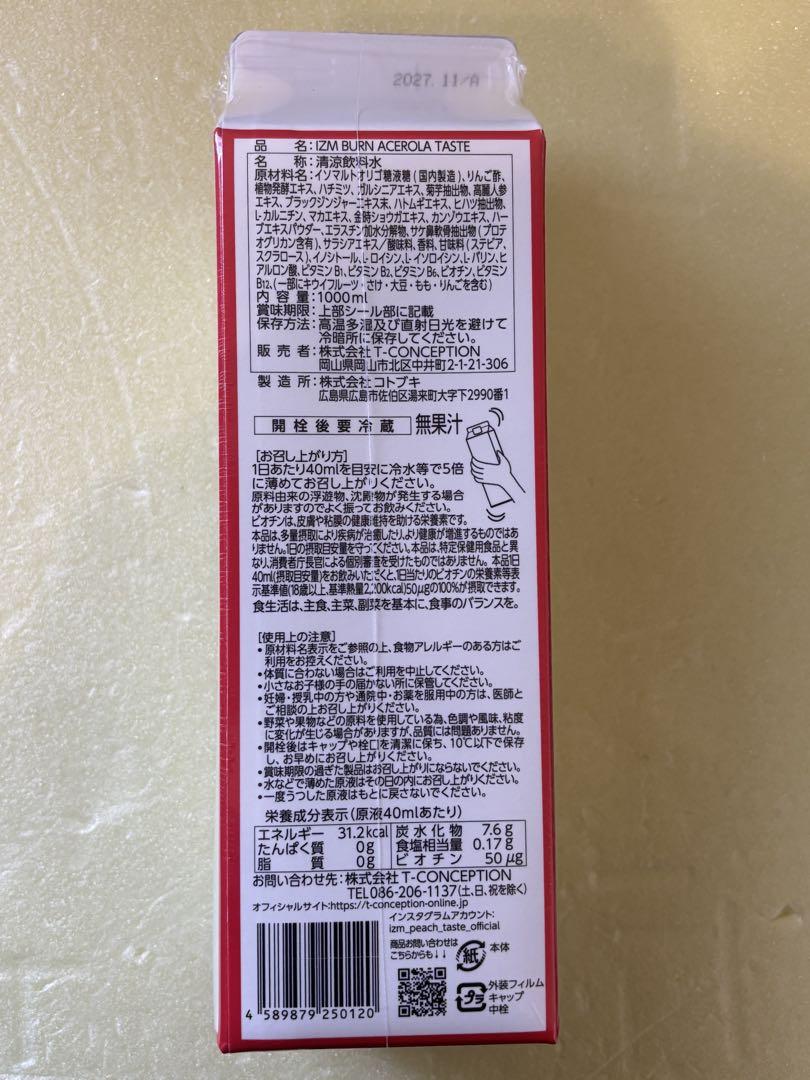 2027.11/A
品名:IZM BURN ACEROLA TASTE
名称:清涼飲料水
原材料名:イソマルトオリゴ糖液糖(国内製造)、りんご酢、
植物発酵エキス、ハチミツ、ガルシニアエキス、菊芋抽出物、高麗人参
エキス、ブラックジンジャーエキス末、ハトムギエキス、ヒハツ抽出物、
L-カルニチン、マカエキス、金時ショウガエキス、カンゾウエキス、ハー
ブエキスパウダー、エラスチン加水分解物、サケ鼻軟骨抽出物(プロテ
オグリカン含有)、サラシアエキス/酸味料、香料、甘味料(ステビア、
スクラロース)、イノシトール、L-ロイシン、L-イソロイシン、L-バリン、ヒ
アルロン酸、ビタミンB1、ビタミンB2、ビタミンB6、ビオチン、ビタミン
B12、(一部にキウイフルーツ・さけ・大豆・もも・りんごを含む)
内容量:1000ml
賞味期限:上部シール部に記載
保存方法:高温多湿及び直射日光を避けて
冷暗所に保存してください。
販売者:株式会社 T-CONCEPTION
岡山県岡山市北区中井町2-1-21-306
製造所:株式会社 コトブキ
広島県広島市佐伯区湯来町大字下2990番1
開栓後要冷蔵 無果汁
[お召し上がり方]
1日あたり40mlを目安に冷水等で5倍
に薄めてお召し上がりください。
原料由来の浮遊物、沈殿物が発生する場合
がありますのでよく振ってお飲みください。
ビオチンは、皮膚や粘膜の健康維持を助ける栄養素です。
本品は、多量摂取により疾病が治癒したり、より健康が増進するものではあ
りません。1日の摂取目安量を守ってください。本品は、特定保健用食品と異
なり、消費者庁長官による個別審査を受けたものではありません。本品1日
40ml(摂取目安量)をお飲みいただくと、1日当たりのビオチンの栄養素等表
示基準値(18歳以上、基準熱量2,200kcal)50μgの100%が摂取できます。
食生活は、主食、主菜、副菜を基本に、食事のバランスを。
[使用上の注意]
•原材料名表示をご参照の上、食物アレルギーのある方はご
利用をお控えください。
•体質に合わない場合はご利用を中止してください。
•小さなお子様の手の届かない所に保管してください。
•妊婦・授乳中の方や通院中・お薬を服用中の方は、医師と
ご相談の上お召し上がりください。
•野菜や果物などの原料を使用している為、色調や風味、粘度
に変化が生じる場合がありますが、品質には問題ありません。
•開栓後はキャップや栓口を清潔に保ち、10℃以下で保存
し、お早めにお召し上がりください。
•賞味期限の過ぎた製品はお召し上がりにならないでください。
•水などで薄めた原液はその日の内にお召し上がりください。
•一度うつした原液はもとに戻さないでください。
栄養成分表示(原液40mlあたり)
エネルギー 31.2kcal 炭水化物 7.6g
たんぱく質 0g 食塩相当量 0.17g
脂質 0g ビオチン 50μg
お問い合わせ先:株式会社 T-CONCEPTION
TEL086-206-1137(土、日、祝を除く)
オフィシャルサイト:https://t-conception-online.jp
インスタグラムアカウント:
izm_peach_taste_official
商品お問い合わせは
こちらからも↓↓
紙 本体
プラ 外装フィルム
キャップ
中栓
4 589879 250120